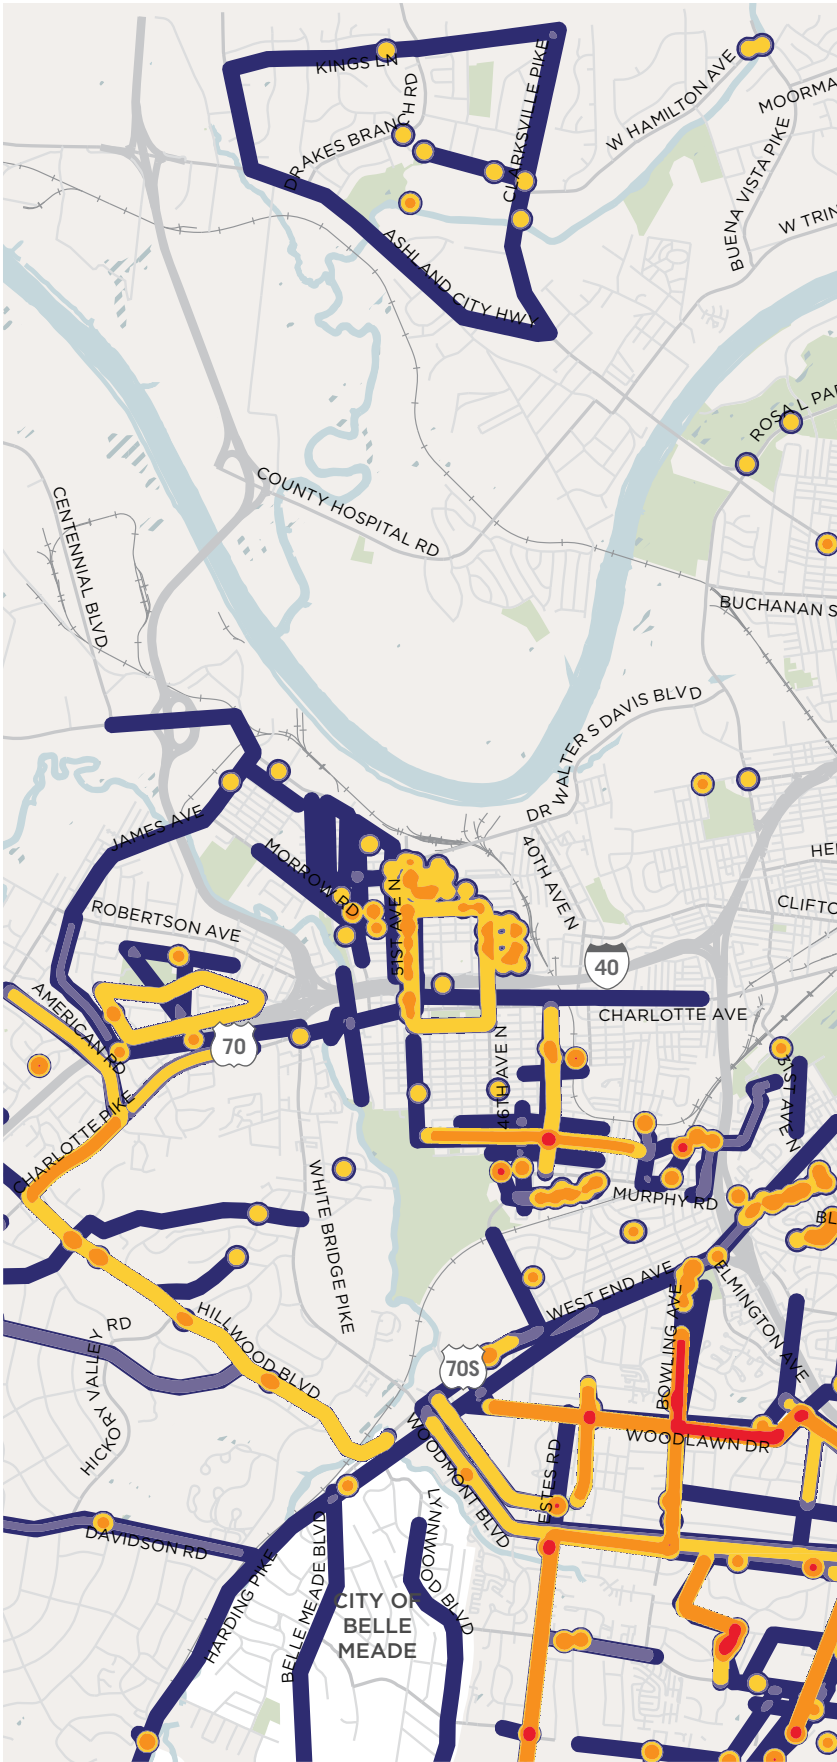 KINGS LN
DRAKES BRANCH RD
CLARKSVILLE PIKE
W HAMILTON AVE
MOORMA
BUENA VISTA PIKE
W TRIN
ASHLAND CITY HWY
ROSA L PA
COUNTY HOSPITAL RD
CENTENNIAL BLVD
BUCHANAN S
DR WALTER S DAVIS BLVD
JAMES AVE
MORROW RD
40TH AVE N
HE
CLIFTO
51ST AVE N
ROBERTSON AVE
40
AMERICAN RD
CHARLOTTE AVE
70
46TH AVE N
31ST AVE N
CHARLOTTE PIKE
WHITE BRIDGE PIKE
MURPHY RD
BL
WEST END AVE
ELMINGTON AVE
HILLWOOD BLVD
HICKORY VALLEY RD
70S
BOWLING AVE
WOODLAWN DR
WOODMONT BLVD
ESTES RD
LYNNWOOD BLVD
DAVIDSON RD
HARDING PIKE
BELLE MEADE BLVD
CITY OF
BELLE
MEADE